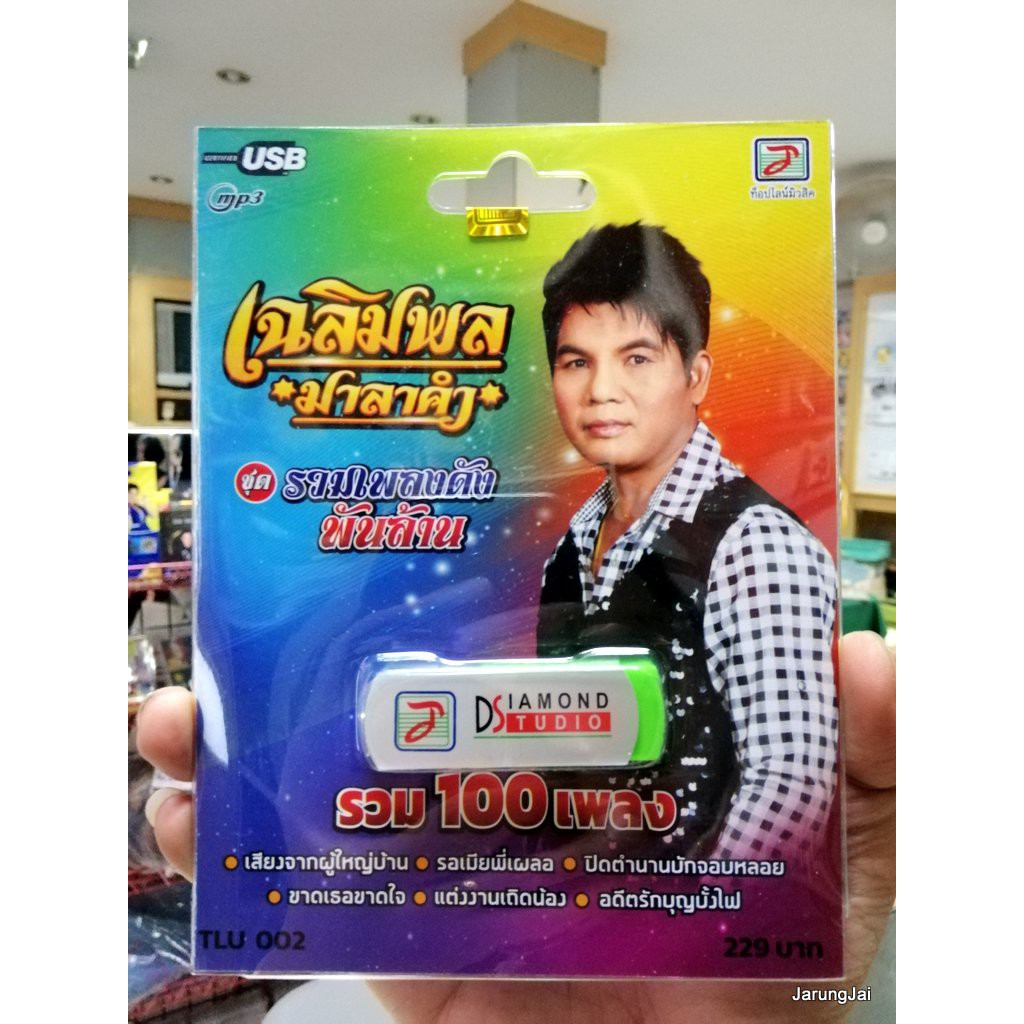 CERTIFIED USB
mp3
ท็อปไลน์มิวสิค
เฉลิมพล
มาลาคำ
ชุด รวมเพลงดัง
พันล้าน
DIAMOND
STUDIO
รวม 100 เพลง
• เสียงจากผู้ใหญ่บ้าน • รอเมียพี่เผลอ • ปิดตำนานบักจอบหลอย
• ขาดเธอขาดใจ • แต่งงานเถิดน้อง • อดีตรักบุญบั้งไฟ
TLU 002
229 บาท
JarungJai